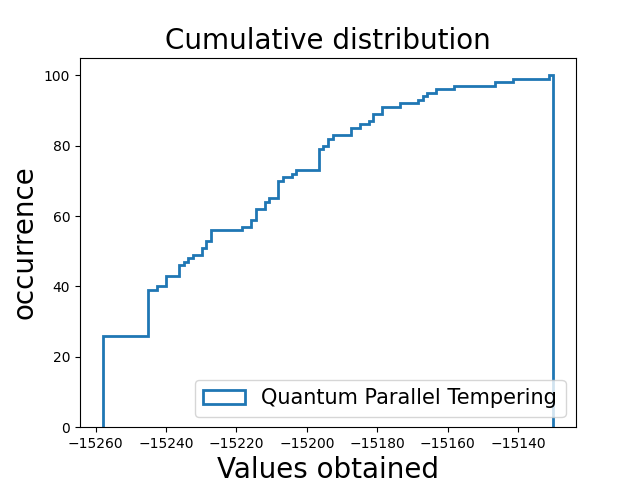 Cumulative distribution
occurrence
100
80
60
40
20
0
Quantum Parallel Tempering
−15260 −15240 −15220 −15200 −15180 −15160 −15140
Values obtained